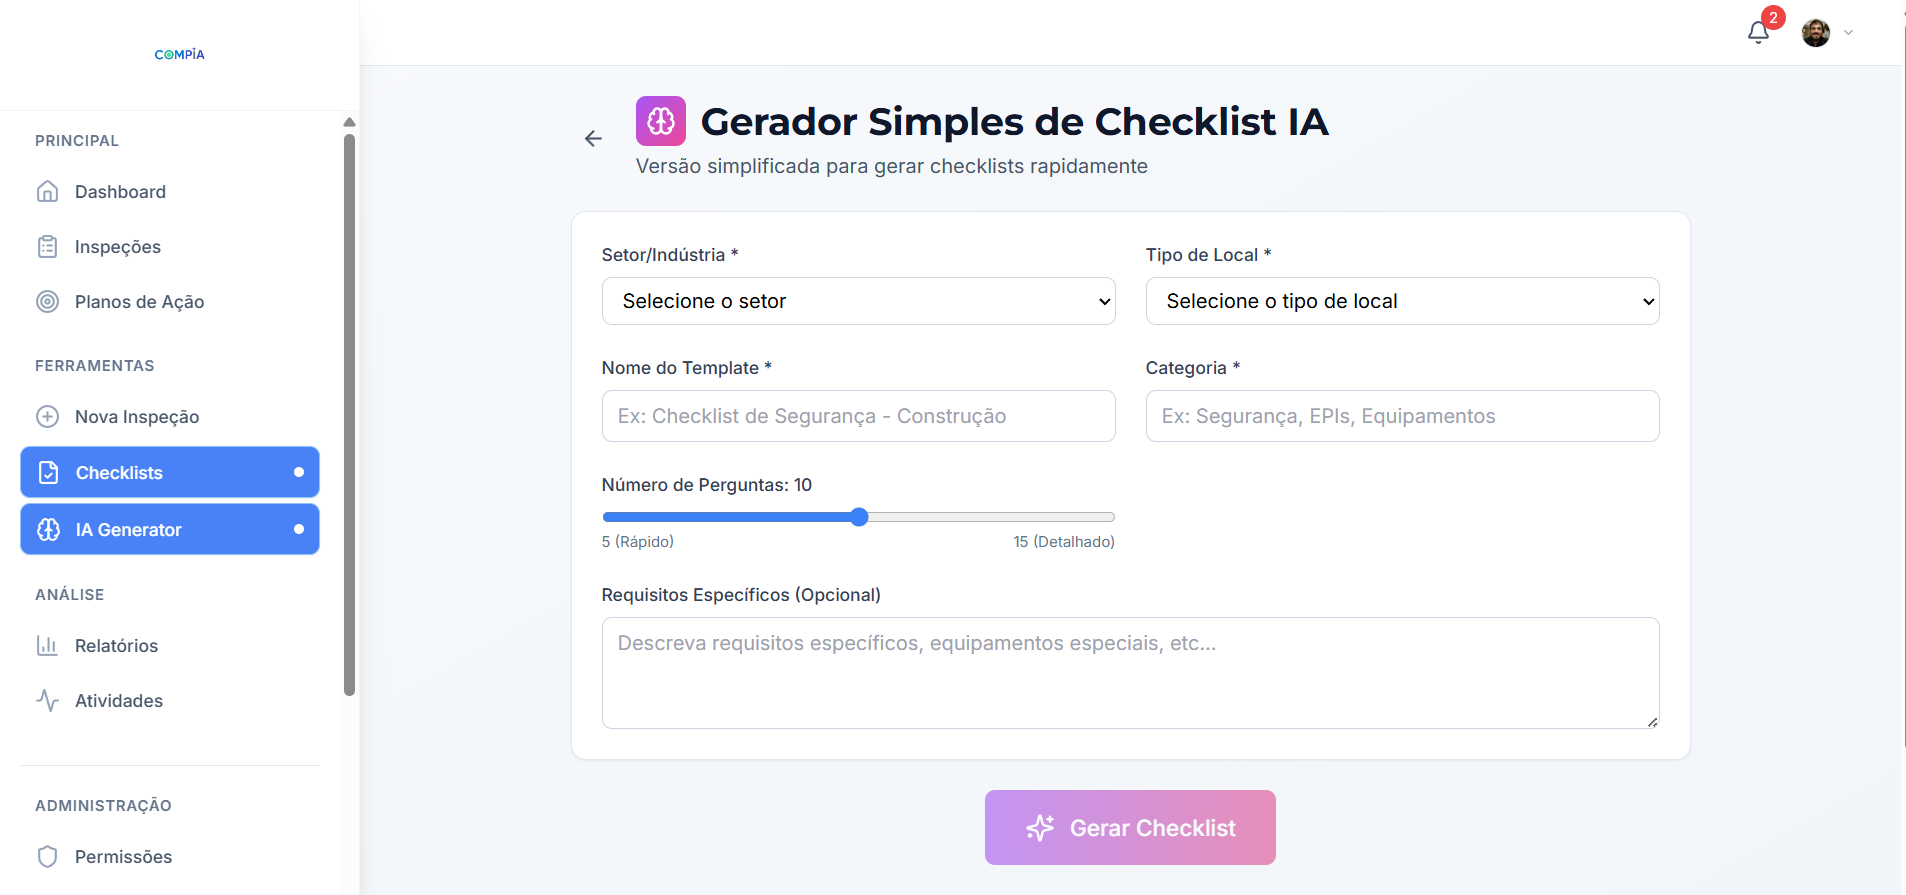 COMPIA
2
PRINCIPAL
Dashboard
Inspeções
Planos de Ação
FERRAMENTAS
Nova Inspeção
Checklists
IA Generator
ANÁLISE
Relatórios
Atividades
ADMINISTRAÇÃO
Permissões
Gerador Simples de Checklist IA
Versão simplificada para gerar checklists rapidamente
Setor/Indústria *
Selecione o setor
Tipo de Local *
Selecione o tipo de local
Nome do Template *
Ex: Checklist de Segurança - Construção
Categoria *
Ex: Segurança, EPIs, Equipamentos
Número de Perguntas: 10
5 (Rápido)
15 (Detalhado)
Requisitos Específicos (Opcional)
Descreva requisitos específicos, equipamentos especiais, etc...
Gerar Checklist